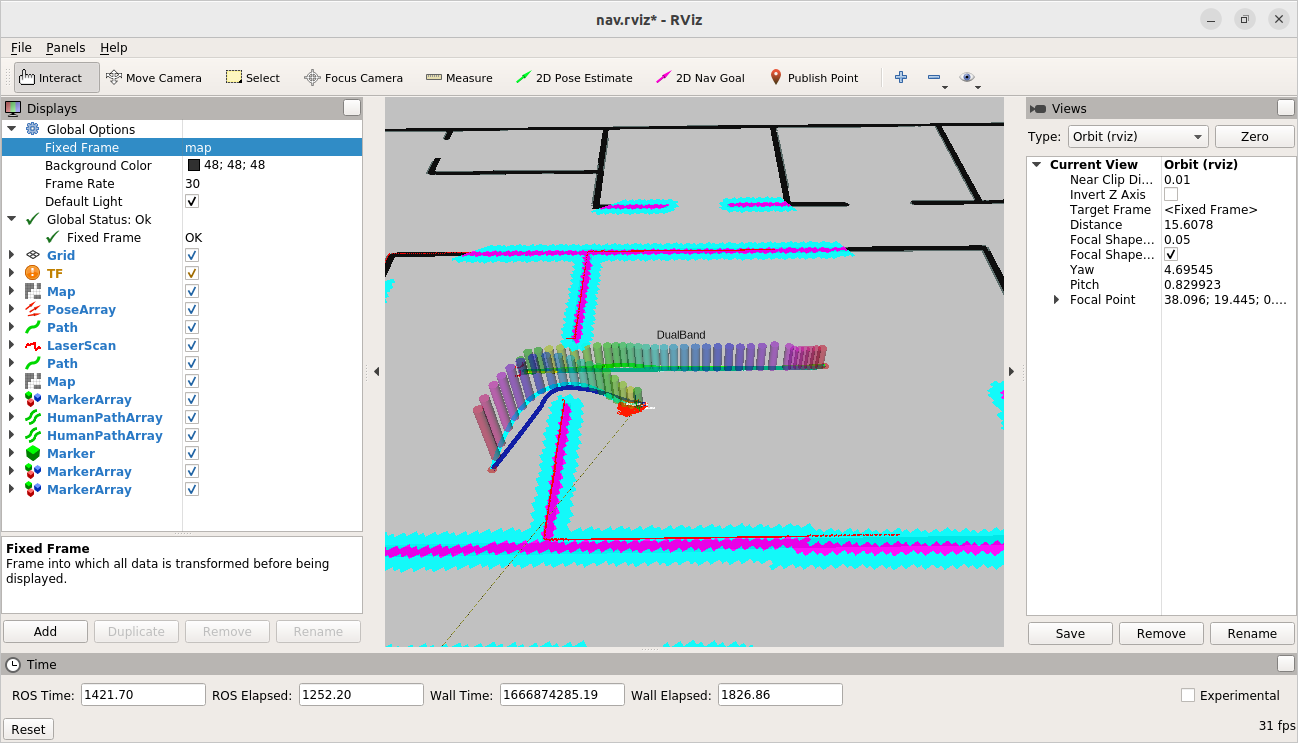 nav.rviz* - RViz
File Panels Help
Interact Move Camera Select Focus Camera Measure 2D Pose Estimate 2D Nav Goal Publish Point
Displays
Global Options
Fixed Frame map
Background Color 48; 48; 48
Frame Rate 30
Default Light
Global Status: Ok
Fixed Frame OK
Grid
TF
Map
PoseArray
Path
LaserScan
Path
Map
MarkerArray
HumanPathArray
HumanPathArray
Marker
MarkerArray
MarkerArray
Fixed Frame
Frame into which all data is transformed before being
displayed.
Add Duplicate Remove Rename
DualBand
Views
Type: Orbit (rviz) Zero
Current View Orbit (rviz)
Near Clip Di... 0.01
Invert Z Axis
Target Frame <Fixed Frame>
Distance 15.6078
Focal Shape... 0.05
Focal Shape...
Yaw 4.69545
Pitch 0.829923
Focal Point 38.096; 19.445; 0....
Save Remove Rename
Time
ROS Time: 1421.70 ROS Elapsed: 1252.20 Wall Time: 1666874285.19 Wall Elapsed: 1826.86 Experimental
Reset 31 fps